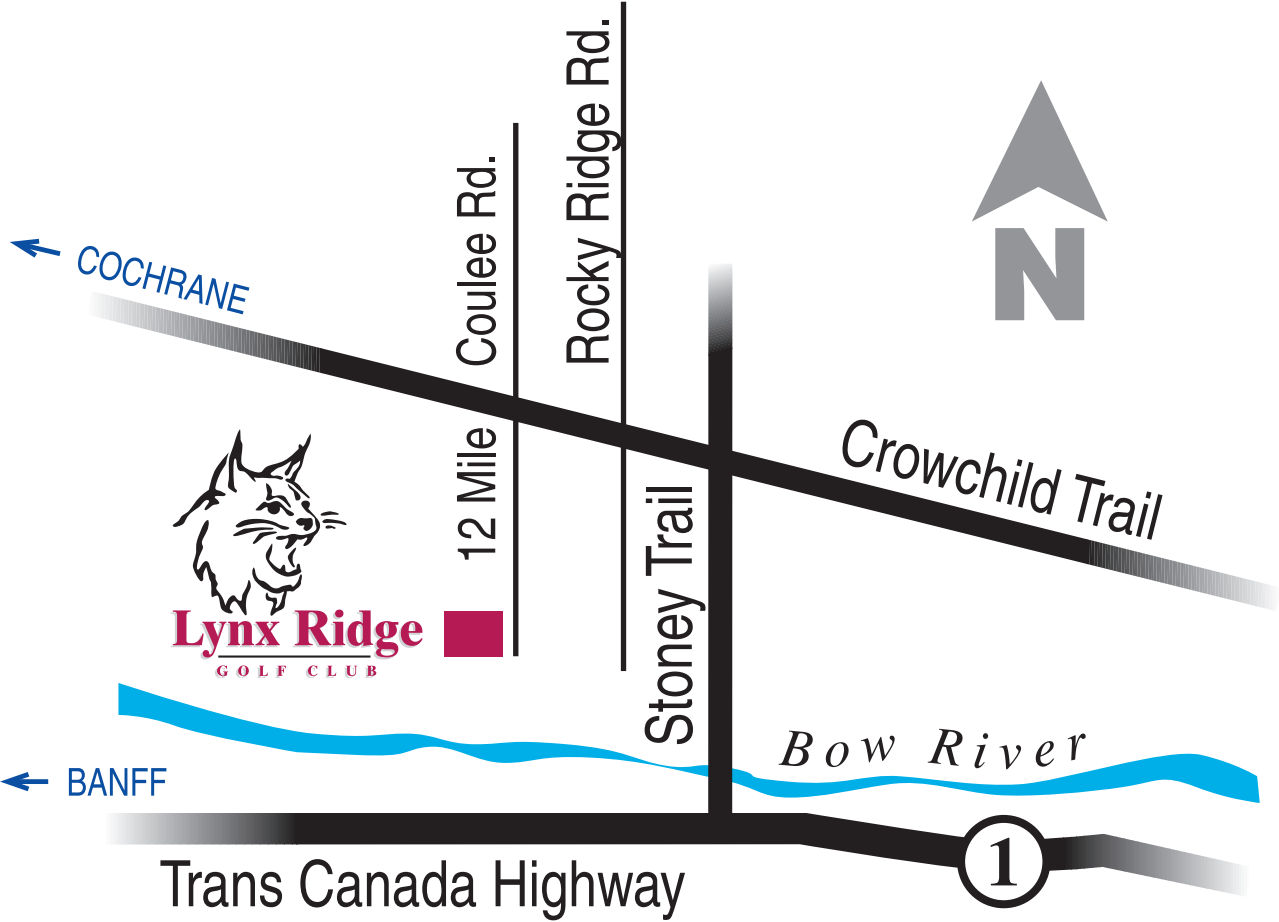 Rocky Ridge Rd.
12 Mile Coulee Rd.
N
COCHRANE
Crowchild Trail
Stoney Trail
Lynx Ridge
GOLF CLUB
Bow River
BANFF
1
Trans Canada Highway